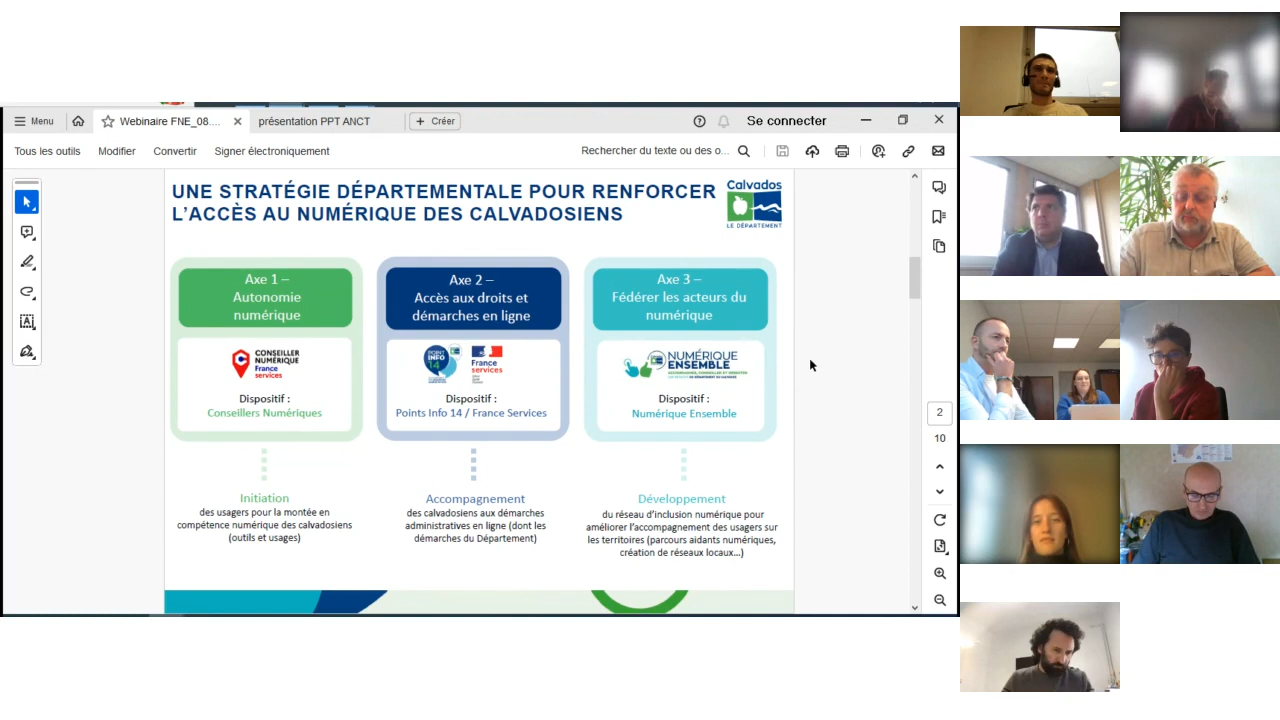 Menu
Webinaire FNE_08....
présentation PPT ANCT
Créer
Se connecter
Tous les outils
Modifier
Convertir
Signer électroniquement
Rechercher du texte ou des o...
UNE STRATÉGIE DÉPARTEMENTALE POUR RENFORCER
L'ACCÈS AU NUMÉRIQUE DES CALVADOSIENS
Calvados
LE DÉPARTEMENT
Axe 1 –
Autonomie
numérique
CONSEILLER
NUMÉRIQUE
France
services
Dispositif :
Conseillers Numériques
Initiation
des usagers pour la montée en
compétence numérique des calvadosiens
(outils et usages)
Axe 2 –
Accès aux droits et
démarches en ligne
POINT
INFO
14
France
services
Dispositif :
Points Info 14 / France Services
Accompagnement
des calvadosiens aux démarches
administratives en ligne (dont les
démarches du Département)
Axe 3 –
Fédérer les acteurs du
numérique
NUMÉRIQUE
ENSEMBLE
Dispositif :
Numérique Ensemble
Développement
du réseau d'inclusion numérique pour
améliorer l'accompagnement des usagers sur
les territoires (parcours aidants numériques,
création de réseaux locaux...)
2
10